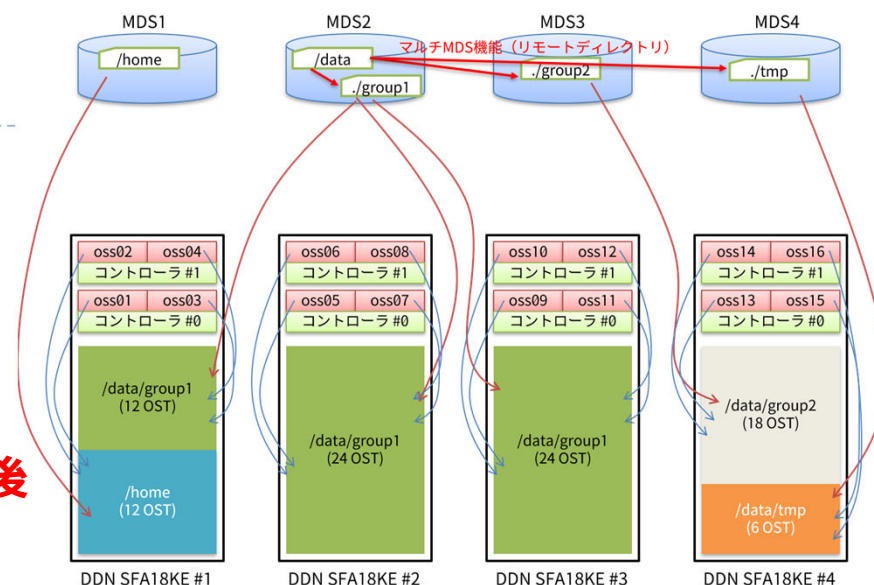 MDS1
MDS2
MDS3
MDS4
マルチMDS機能（リモートディレクトリ）
/home
/data
./group1
./group2
./tmp
oss02 oss04
コントローラ #1
oss01 oss03
コントローラ #0
/data/group1
(12 OST)
/home
(12 OST)
DDN SFA18KE #1
oss06 oss08
コントローラ #1
oss05 oss07
コントローラ #0
/data/group1
(24 OST)
DDN SFA18KE #2
oss10 oss12
コントローラ #1
oss09 oss11
コントローラ #0
/data/group1
(24 OST)
DDN SFA18KE #3
oss14 oss16
コントローラ #1
oss13 oss15
コントローラ #0
/data/group2
(18 OST)
/data/tmp
(6 OST)
DDN SFA18KE #4
後